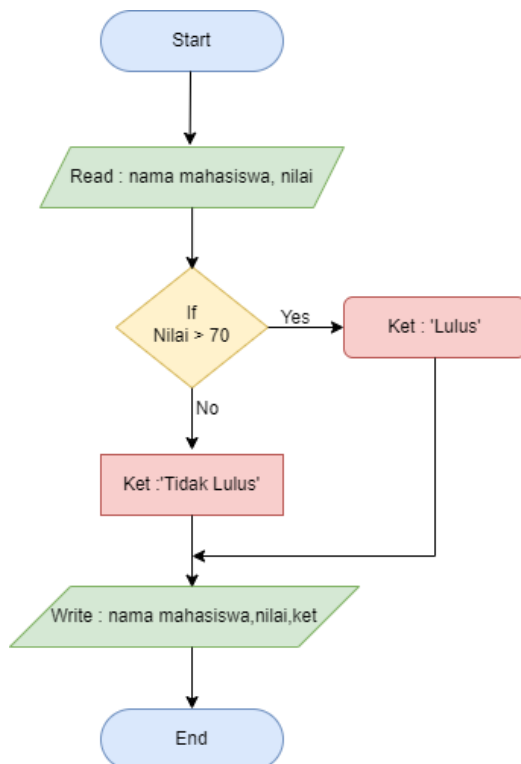 Start
Read : nama mahasiswa, nilai
If
Nilai > 70
Yes
Ket : 'Lulus'
No
Ket :'Tidak Lulus'
Write : nama mahasiswa,nilai,ket
End